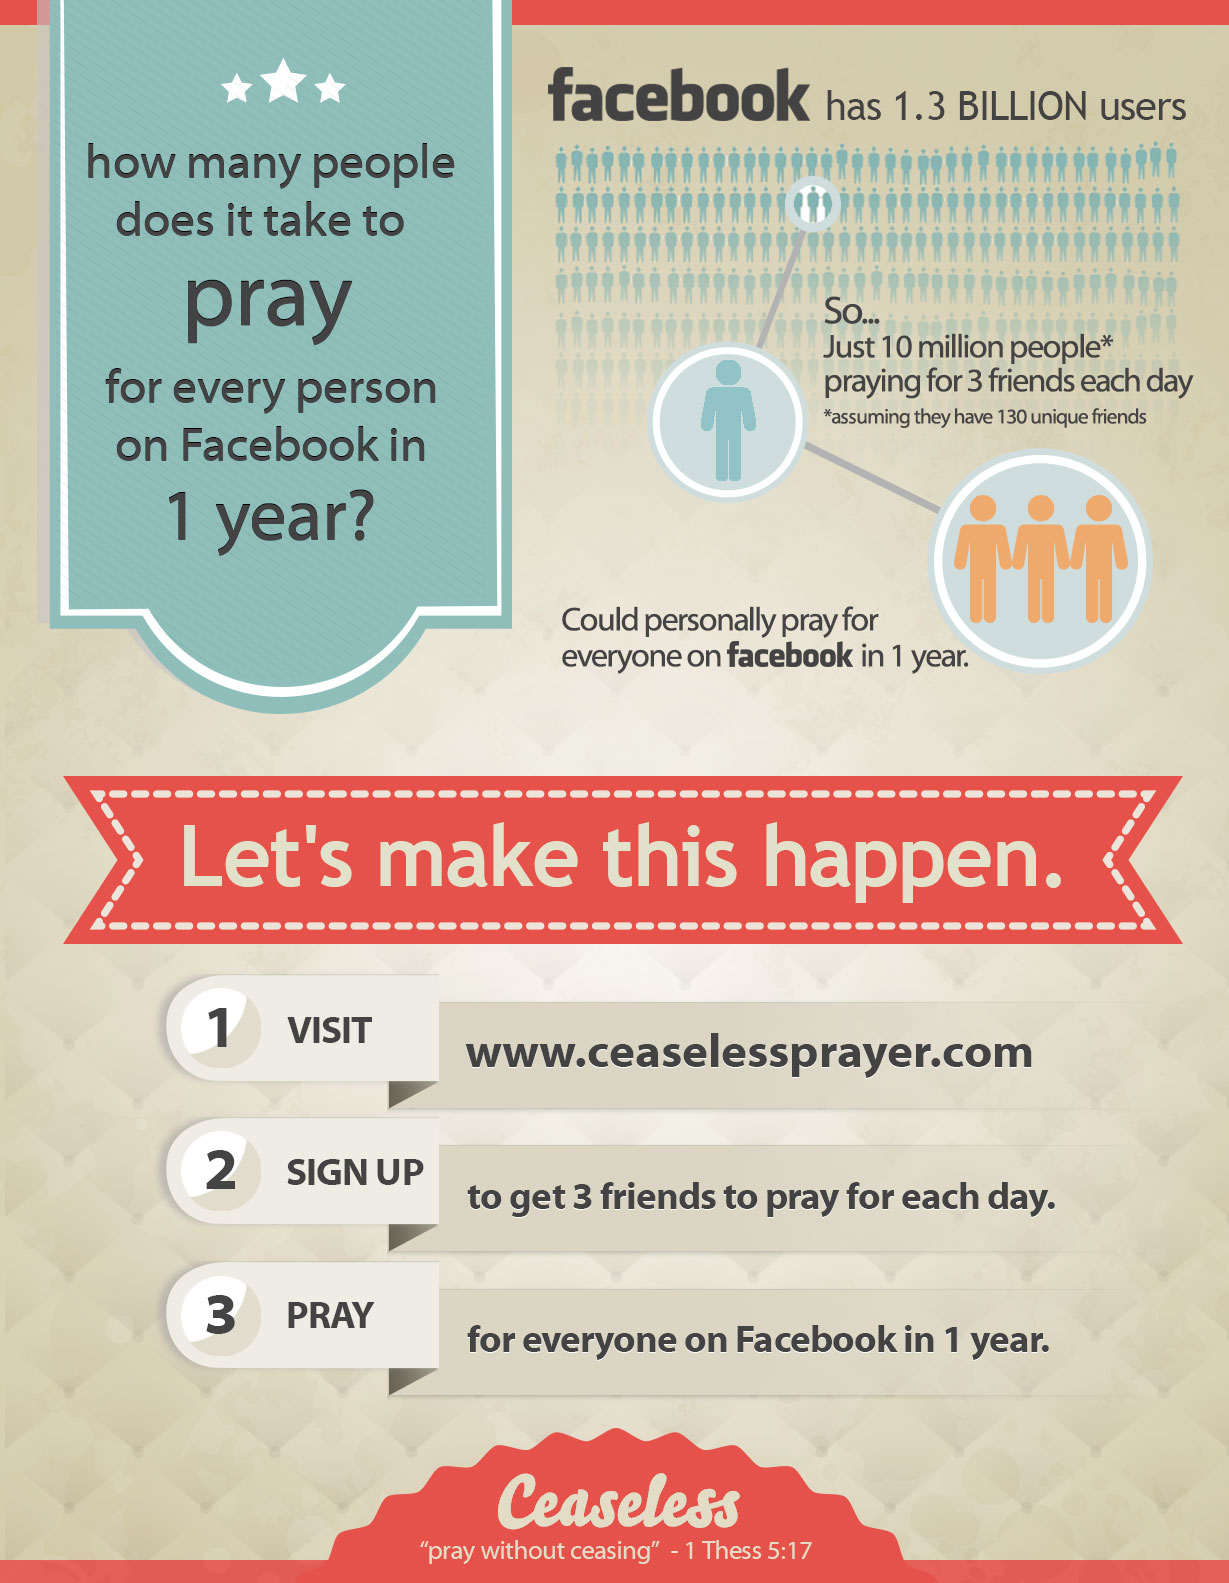 how many people
does it take to
pray
for every person
on Facebook in
1 year?
facebook has 1.3 BILLION users
So...
Just 10 million people*
praying for 3 friends each day
*assuming they have 130 unique friends
Could personally pray for
everyone on facebook in 1 year.
Let's make this happen.
1 VISIT
www.ceaselessprayer.com
2 SIGN UP
to get 3 friends to pray for each day.
3 PRAY
for everyone on Facebook in 1 year.
Ceaseless
“pray without ceasing” - 1 Thess 5:17